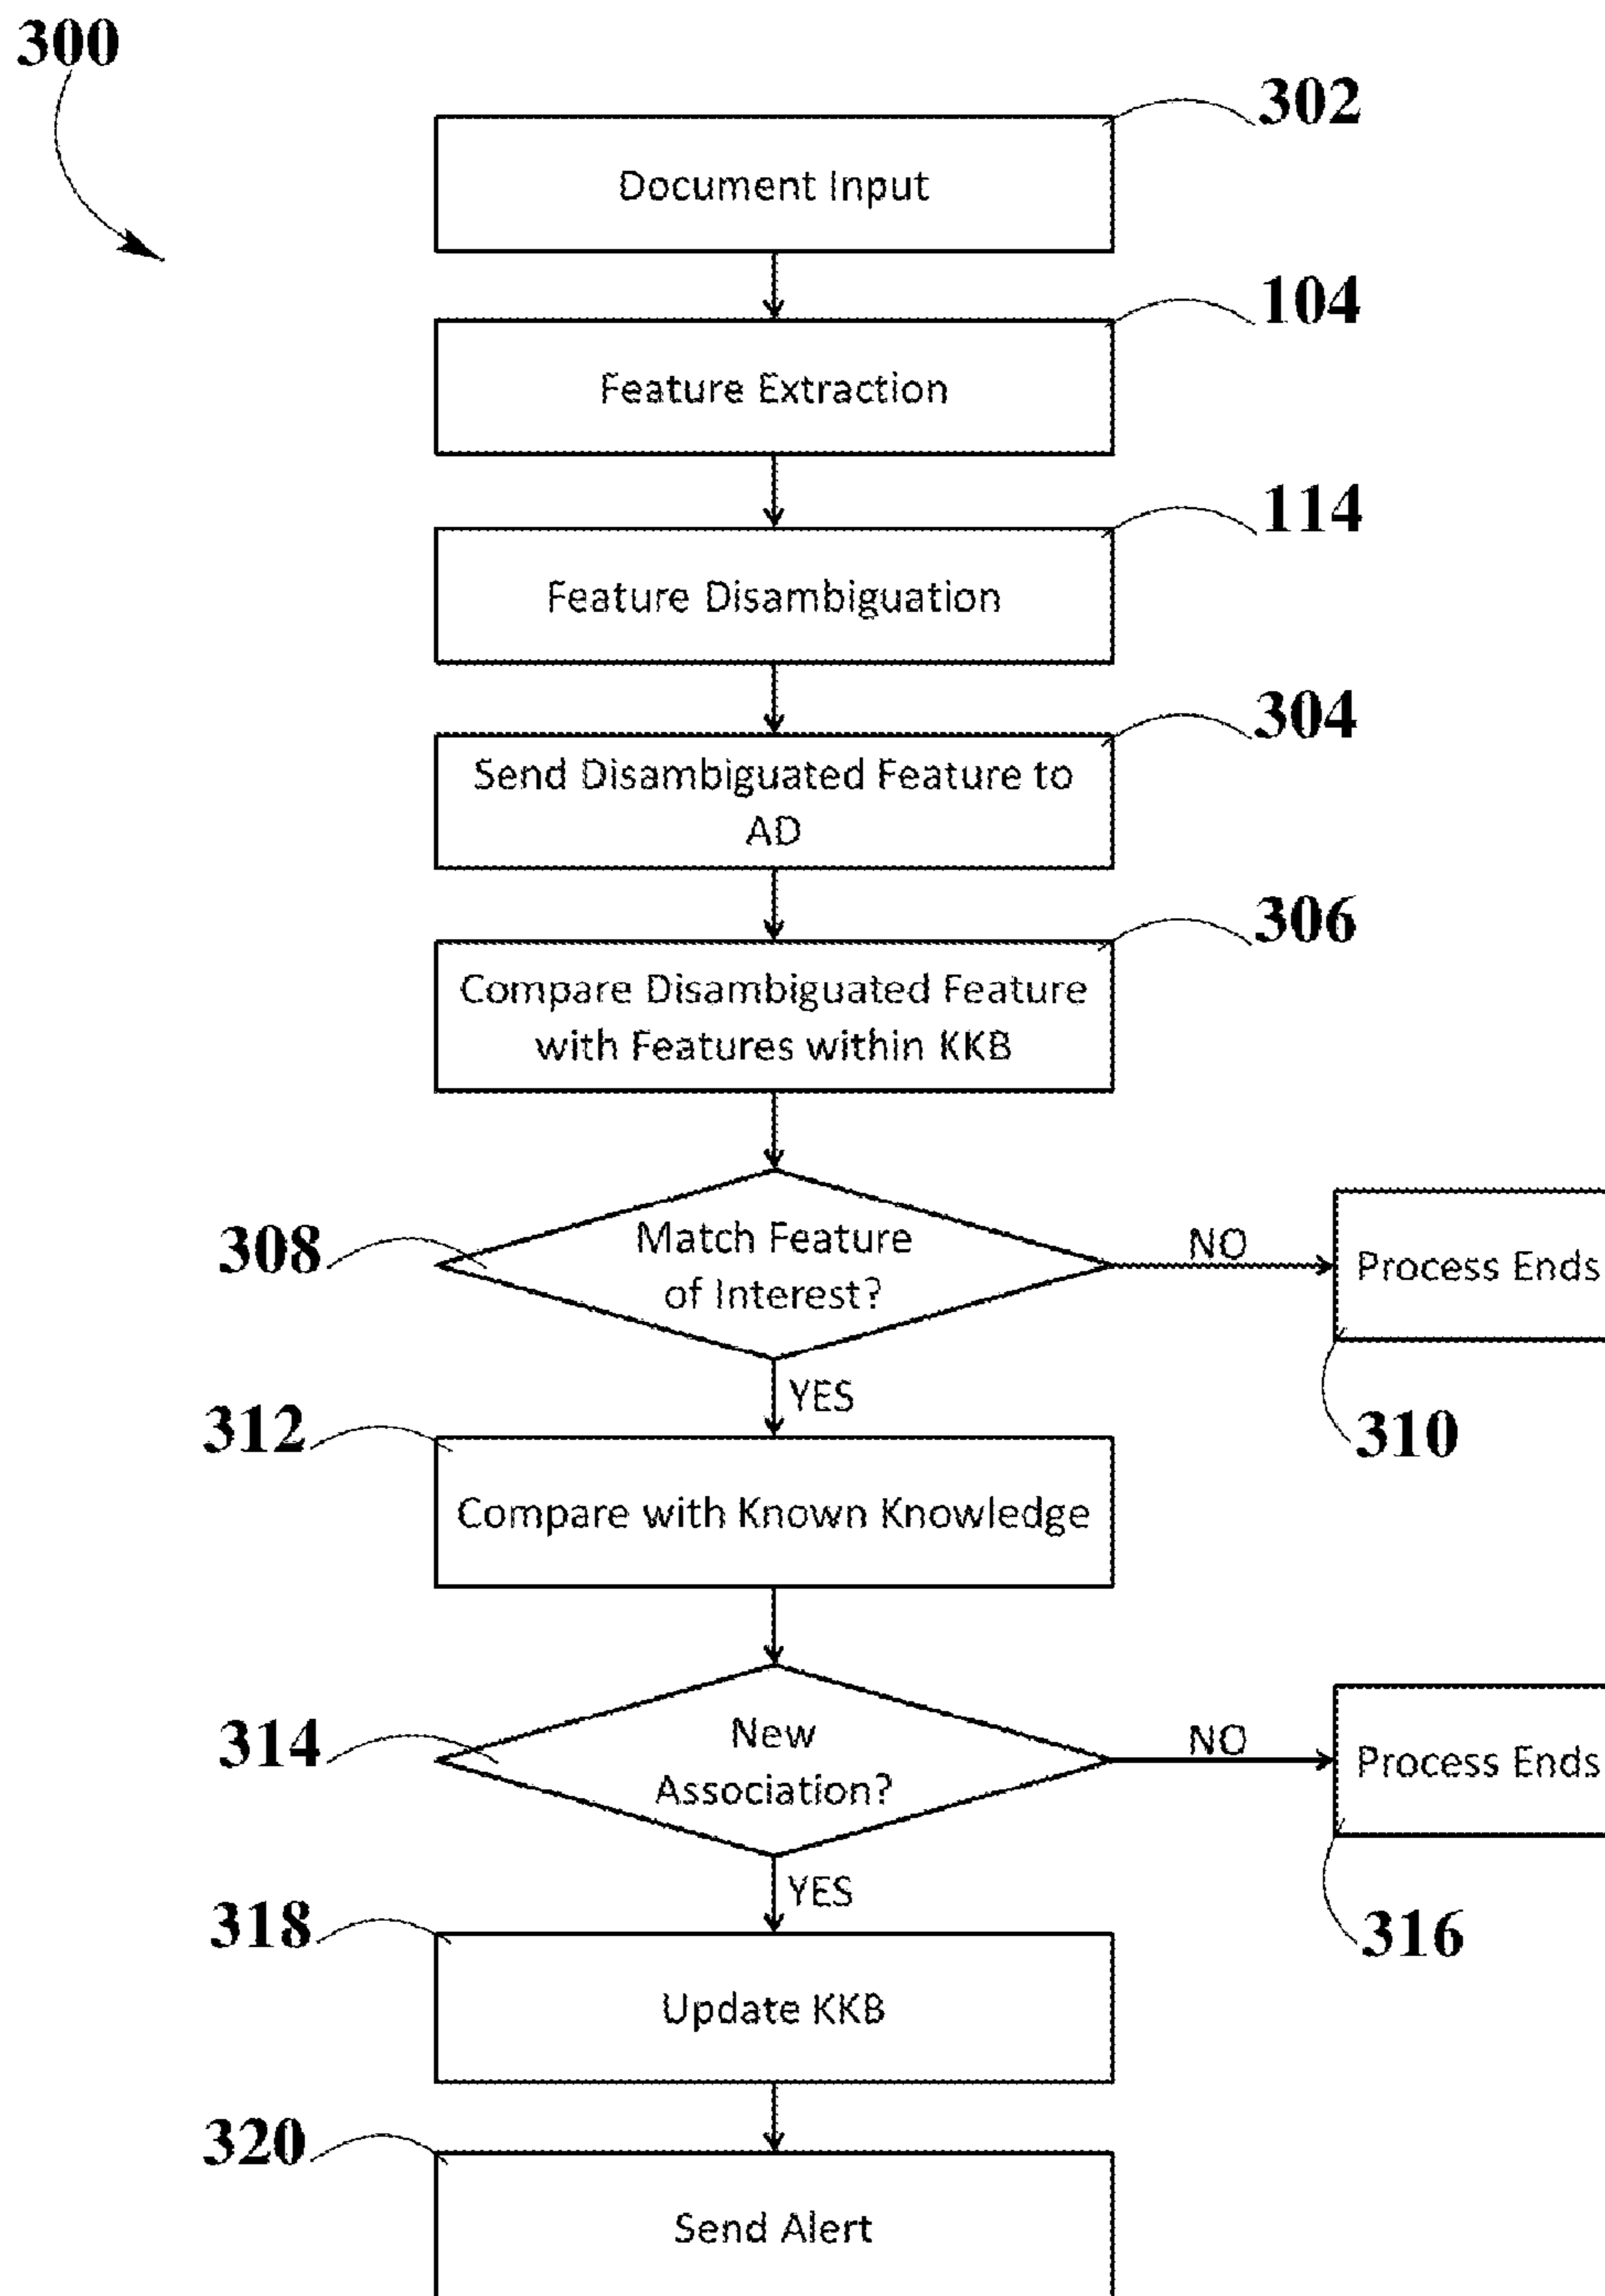 300
302
Document Input
104
Feature Extraction
114
Feature Disambiguation
304
Send Disambiguated Feature to
AD
306
Compare Disambiguated Feature
with Features within KKB
308
Match Feature
of Interest?
NO
Process Ends
310
YES
312
Compare with Known Knowledge
314
New
Association?
NO
Process Ends
316
YES
318
Update KKB
320
Send Alert